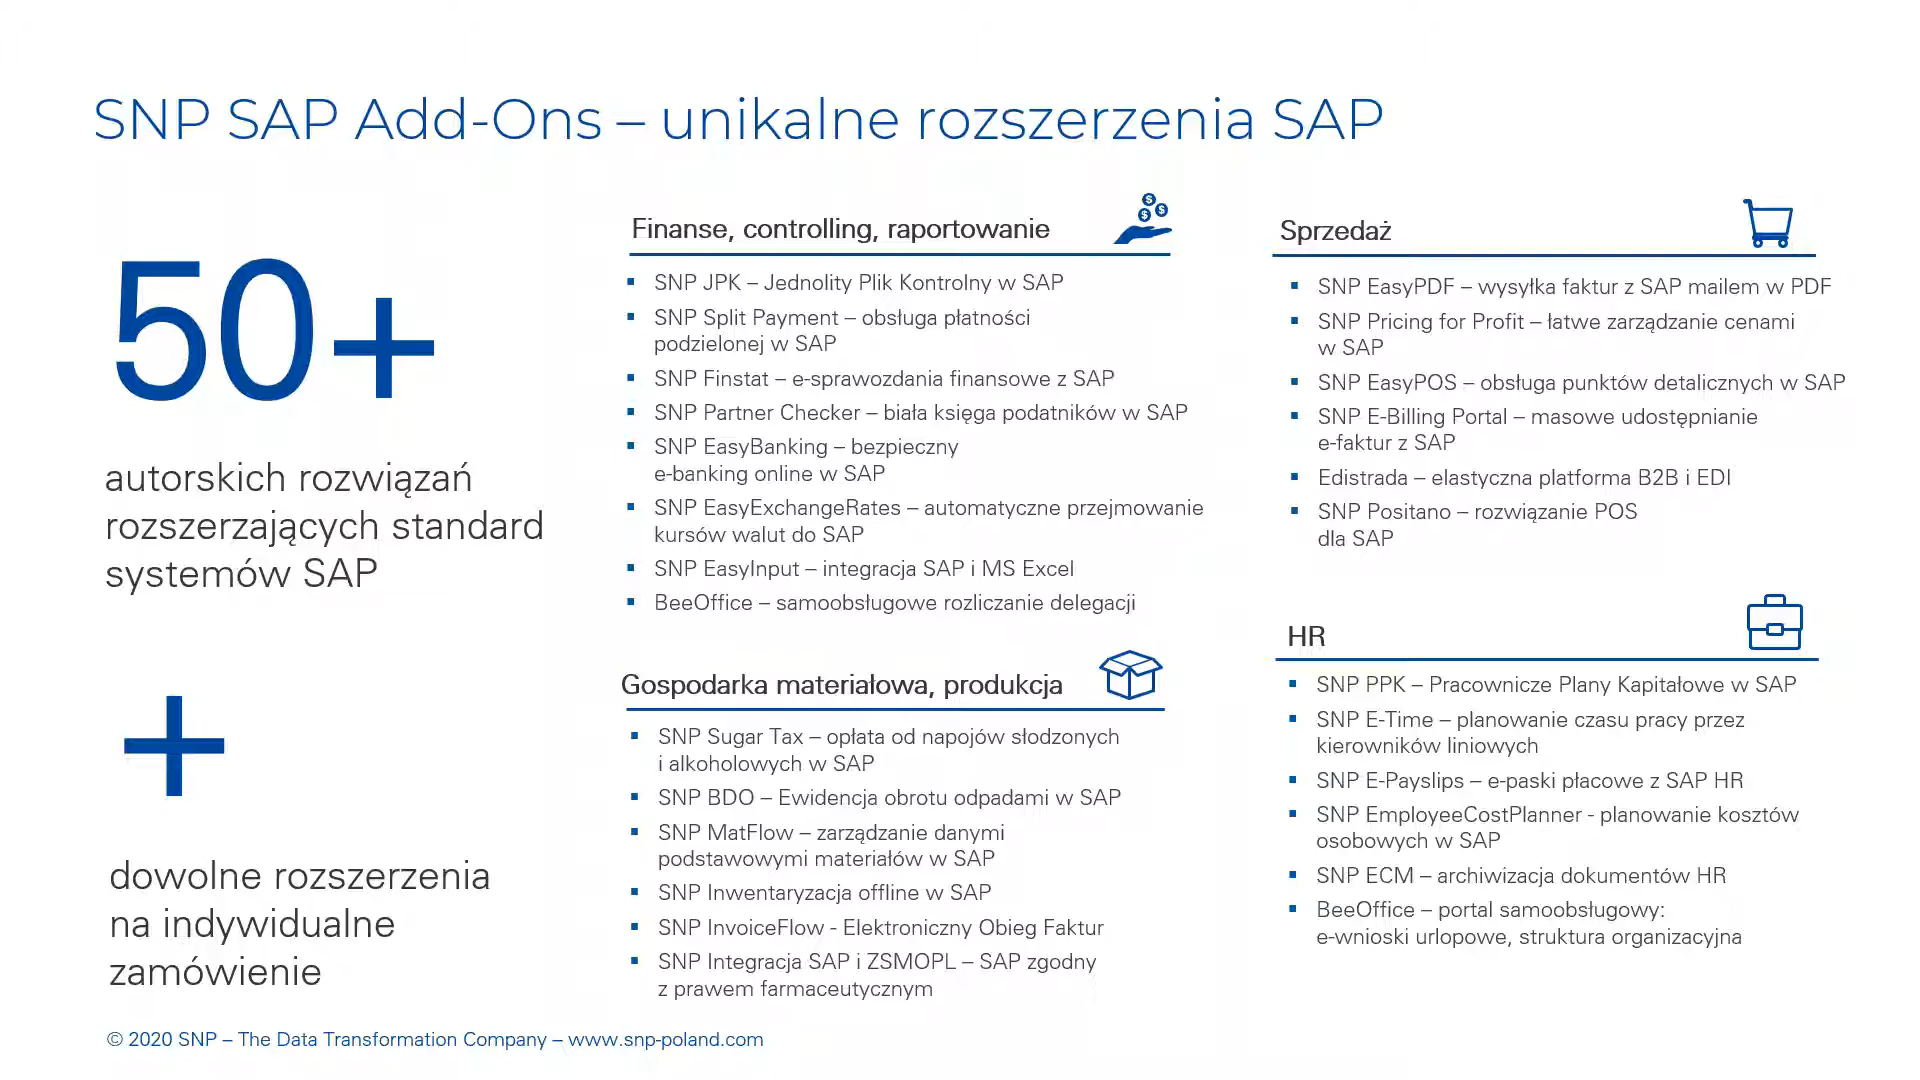 SNP SAP Add-Ons – unikalne rozszerzenia SAP
50+
autorskich rozwiązań
rozszerzających standard
systemów SAP
+
dowolne rozszerzenia
na indywidualne
zamówienie
Finanse, controlling, raportowanie
▪ SNP JPK – Jednolity Plik Kontrolny w SAP
▪ SNP Split Payment – obsługa płatności
podzielonej w SAP
▪ SNP Finstat – e-sprawozdania finansowe z SAP
▪ SNP Partner Checker – biała księga podatników w SAP
▪ SNP EasyBanking – bezpieczny
e-banking online w SAP
▪ SNP EasyExchangeRates – automatyczne przejmowanie
kursów walut do SAP
▪ SNP EasyInput – integracja SAP i MS Excel
▪ BeeOffice – samoobsługowe rozliczanie delegacji
Gospodarka materiałowa, produkcja
▪ SNP Sugar Tax – opłata od napojów słodzonych
i alkoholowych w SAP
▪ SNP BDO – Ewidencja obrotu odpadami w SAP
▪ SNP MatFlow – zarządzanie danymi
podstawowymi materiałów w SAP
▪ SNP Inwentaryzacja offline w SAP
▪ SNP InvoiceFlow - Elektroniczny Obieg Faktur
▪ SNP Integracja SAP i ZSMOPL – SAP zgodny
z prawem farmaceutycznym
Sprzedaż
▪ SNP EasyPDF – wysyłka faktur z SAP mailem w PDF
▪ SNP Pricing for Profit – łatwe zarządzanie cenami
w SAP
▪ SNP EasyPOS – obsługa punktów detalicznych w SAP
▪ SNP E-Billing Portal – masowe udostępnianie
e-faktur z SAP
▪ Edistrada – elastyczna platforma B2B i EDI
▪ SNP Positano – rozwiązanie POS
dla SAP
HR
▪ SNP PPK – Pracownicze Plany Kapitałowe w SAP
▪ SNP E-Time – planowanie czasu pracy przez
kierowników liniowych
▪ SNP E-Payslips – e-paski płacowe z SAP HR
▪ SNP EmployeeCostPlanner - planowanie kosztów
osobowych w SAP
▪ SNP ECM – archiwizacja dokumentów HR
▪ BeeOffice – portal samoobsługowy:
e-wnioski urlopowe, struktura organizacyjna
© 2020 SNP – The Data Transformation Company – www.snp-poland.com